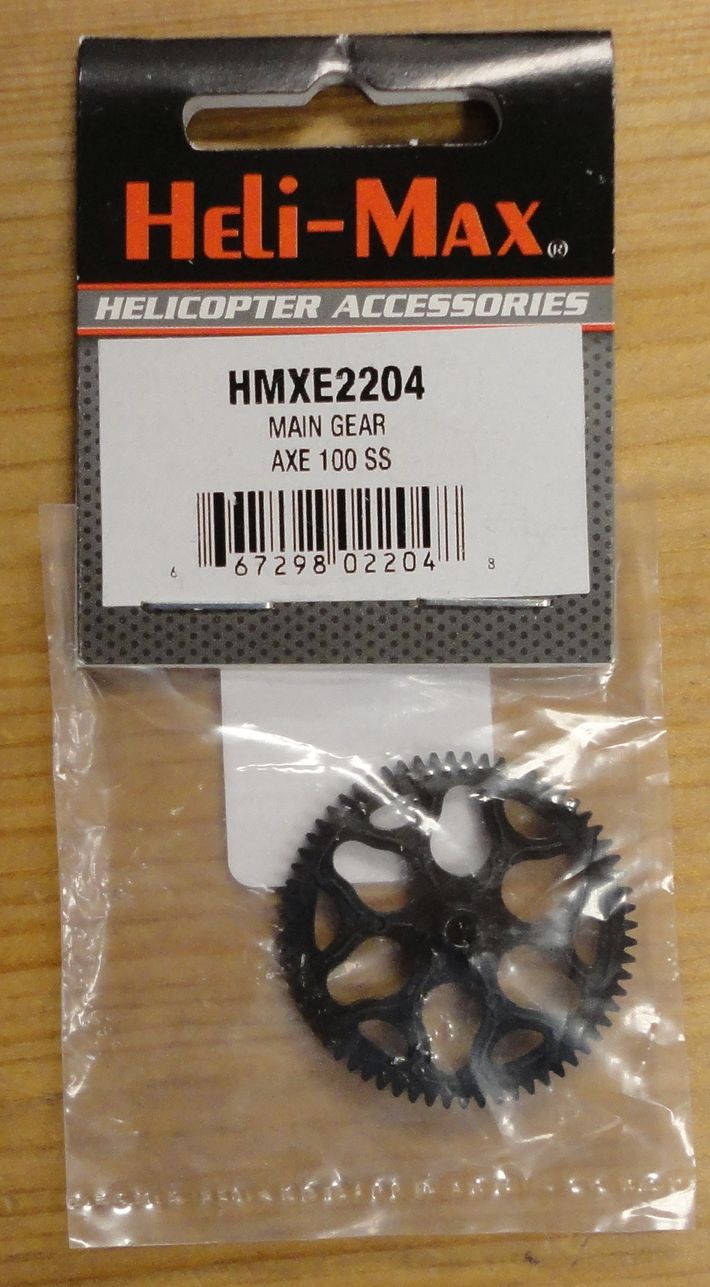 HELI-MAX®
HELICOPTER ACCESSORIES
HMXE2204
MAIN GEAR
AXE 100 SS
6 67298 02204 8